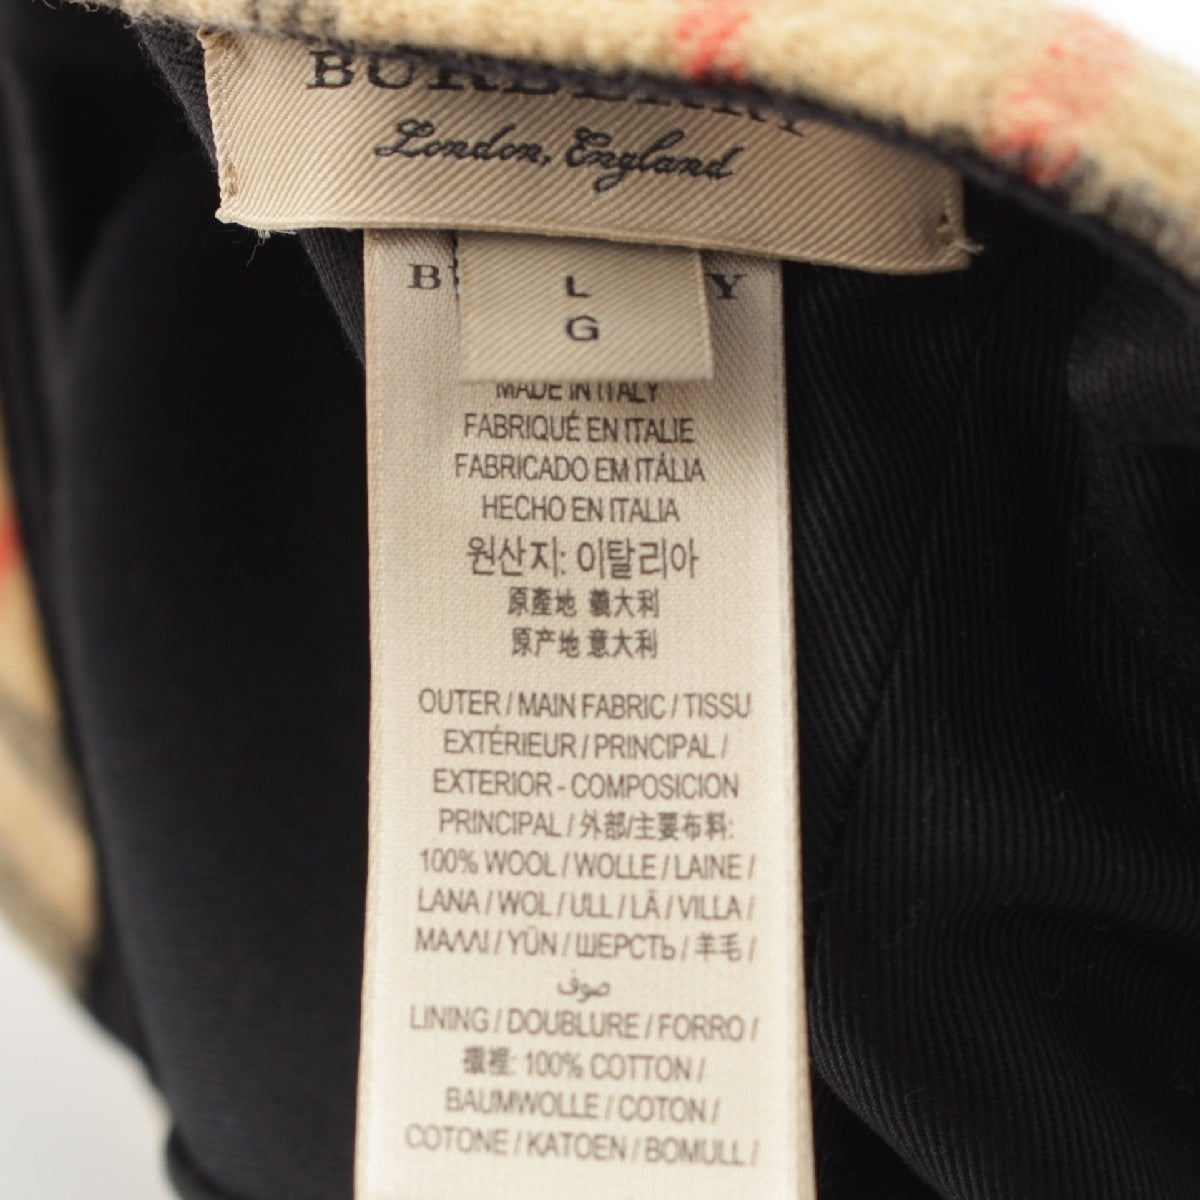 BURBERRY
London, England
L
G
MADE IN ITALY
FABRIQUÉ EN ITALIE
FABRICADO EM ITÁLIA
HECHO EN ITALIA
원산지: 이탈리아
原產地 義大利
原产地 意大利
OUTER / MAIN FABRIC / TISSU
EXTÉRIEUR / PRINCIPAL /
EXTERIOR - COMPOSICION
PRINCIPAL / 外部/主要布料:
100% WOOL / WOLLE / LAINE /
LANA / WOL / ULL / LÃ / VILLA /
ΜΑΛΛΙ / YÜN / ШЕРСТЬ / 羊毛 /
صوف
LINING / DOUBLURE / FORRO /
襯裡: 100% COTTON /
BAUMWOLLE / COTON /
COTONE / KATOEN / BOMULL /